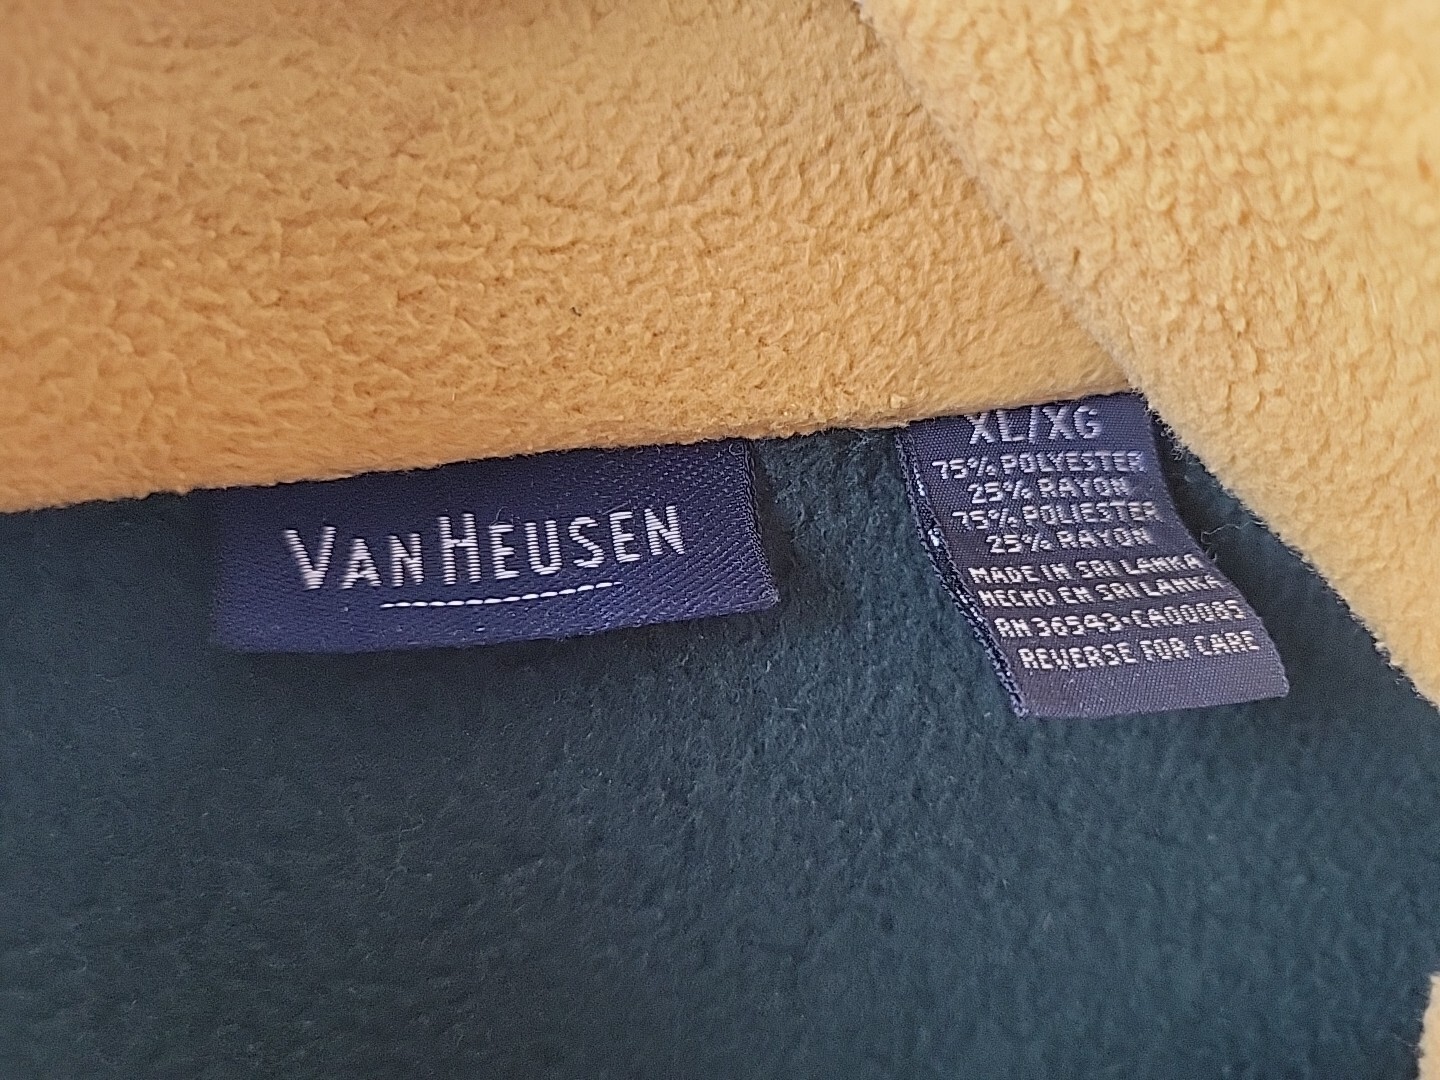 VAN HEUSEN
XL/XG
75% POLYESTER
25% RAYON
75% POLIESTER
25% RAYON
MADE IN SRI LANKA
HECHO EN SRI LANKA
RN 36543•CA00085
REVERSE FOR CARE